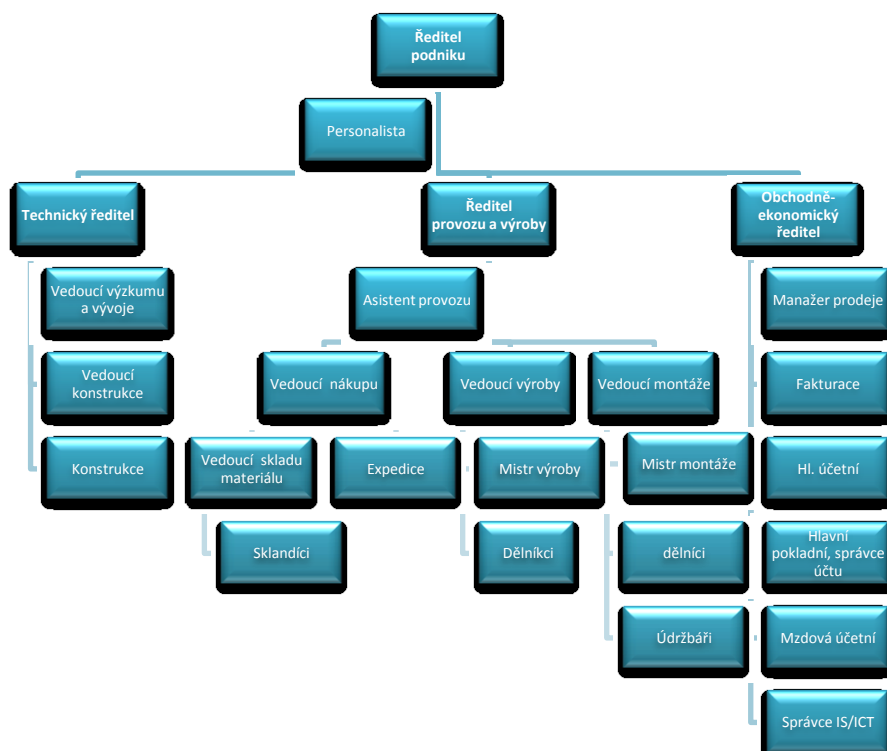 Ředitel
podniku
Personalista
Technický ředitel
Ředitel
provozu a výroby
Obchodně-
ekonomický
ředitel
Vedoucí výzkumu
a vývoje
Asistent provozu
Manažer prodeje
Vedoucí
konstrukce
Vedoucí nákupu
Vedoucí výroby
Vedoucí montáže
Fakturace
Konstrukce
Vedoucí skladu
materiálu
Expedice
Mistr výroby
Mistr montáže
Hl. účetní
Sklandíci
Dělníkci
dělníci
Hlavní
pokladní, správce
účtu
Údržbáři
Mzdová účetní
Správce IS/ICT